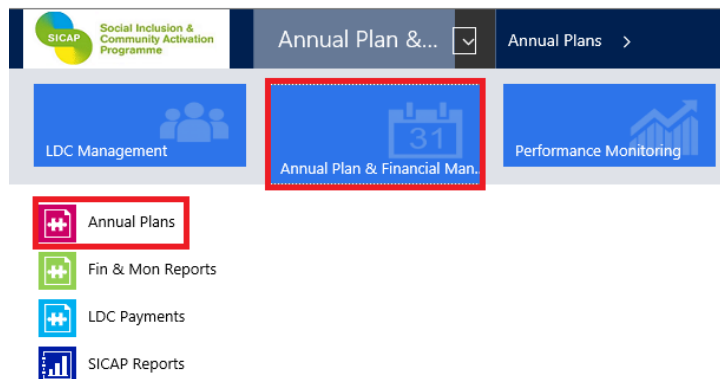 SICAP
Social Inclusion &
Community Activation
Programme
Annual Plan &...
Annual Plans >
LDC Management
31
Annual Plan & Financial Man..
Performance Monitoring
Annual Plans
Fin & Mon Reports
LDC Payments
SICAP Reports